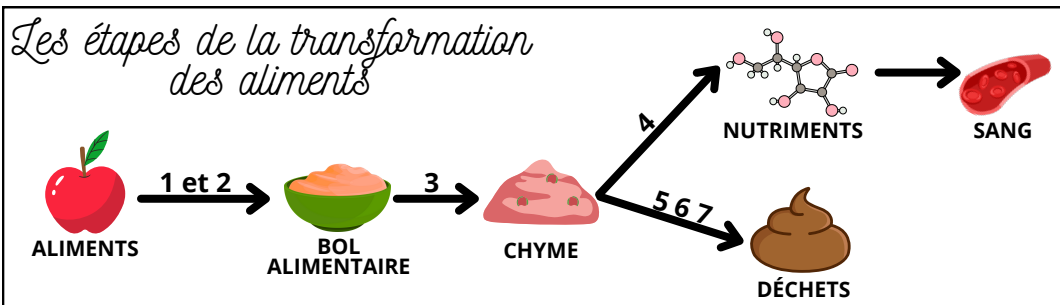 Les étapes de la transformation
des aliments
ALIMENTS
1 et 2
BOL
ALIMENTAIRE
3
CHYME
4
NUTRIMENTS
SANG
5 6 7
DÉCHETS